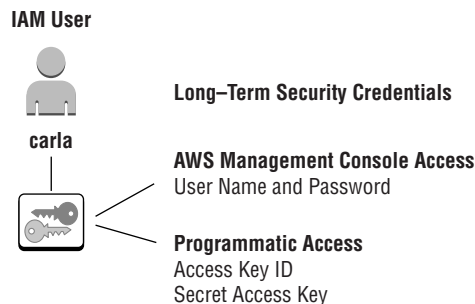 IAM User
carla
Long–Term Security Credentials
AWS Management Console Access
User Name and Password
Programmatic Access
Access Key ID
Secret Access Key